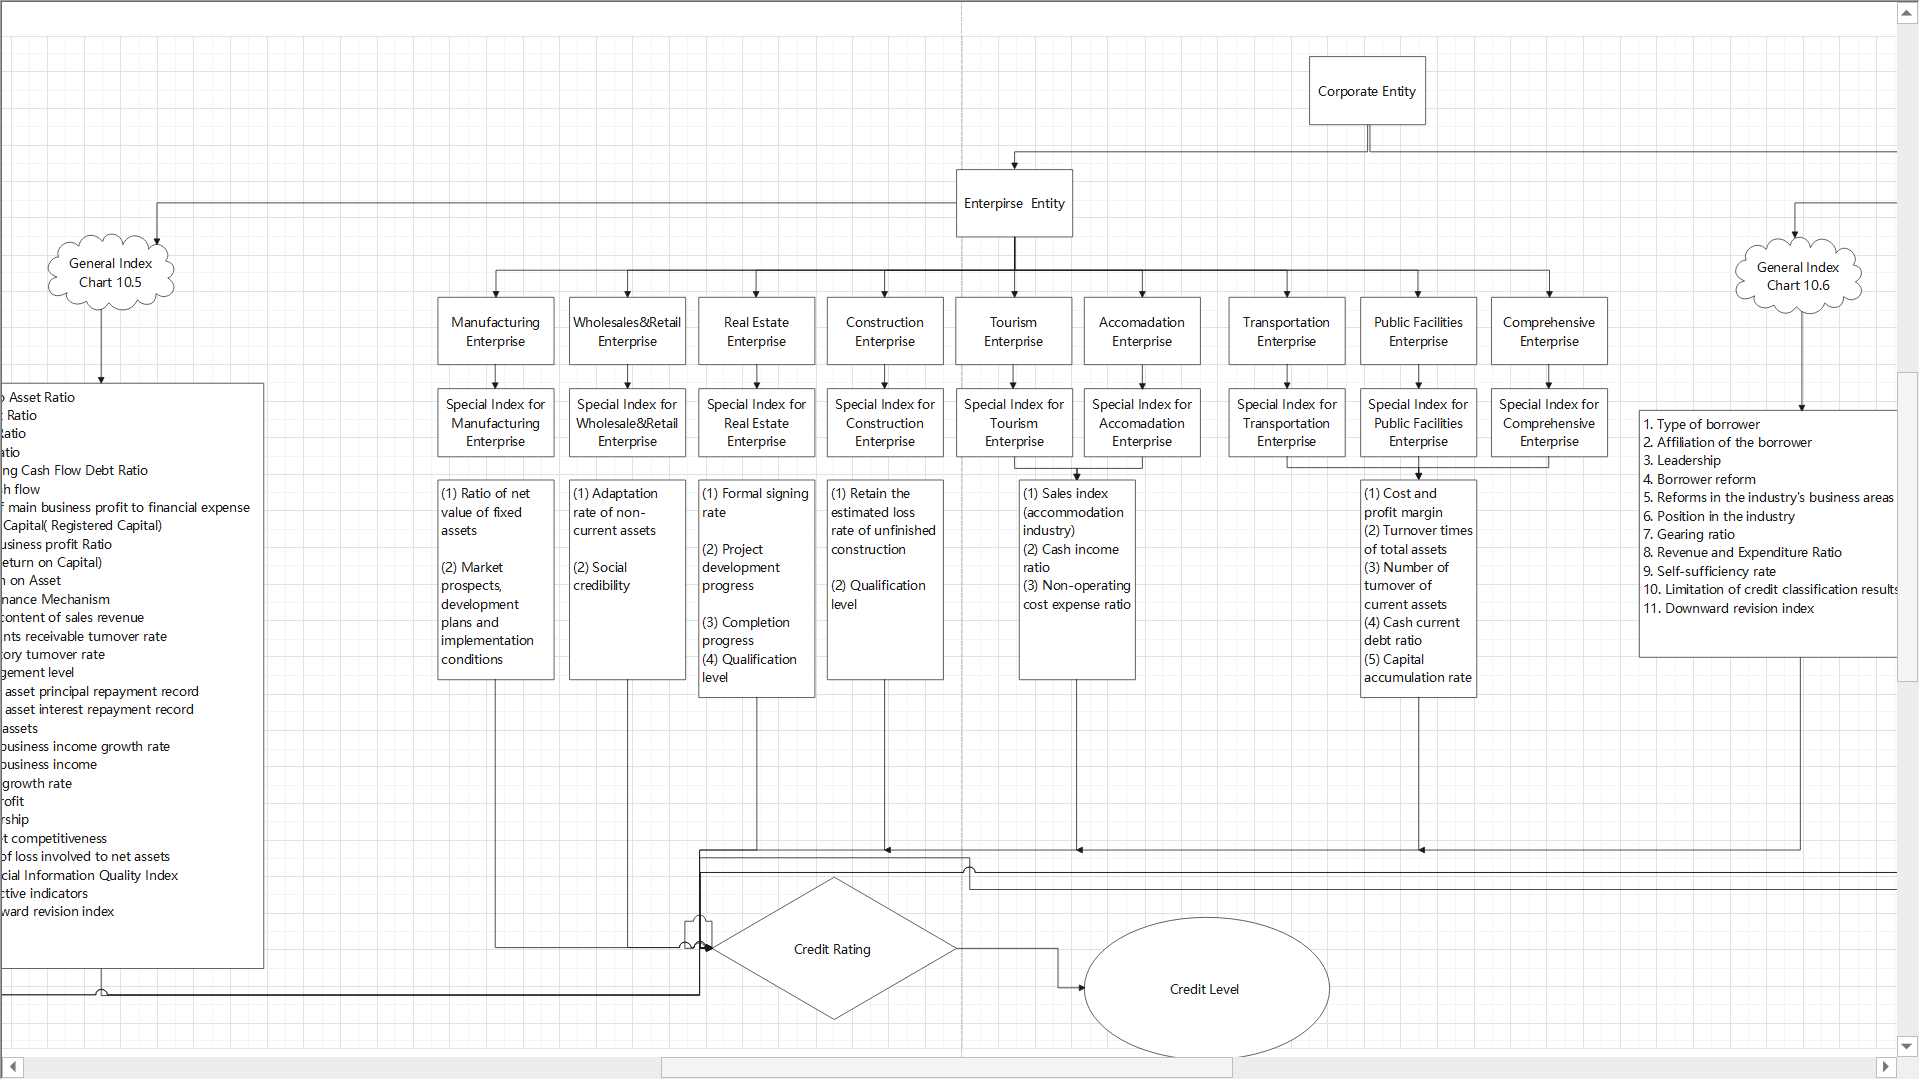 Corporate Entity
Enterpirse  Entity
General Index
Chart 10.5
General Index
Chart 10.6
Manufacturing
Enterprise
Wholesales&Retail
Enterprise
Real Estate
Enterprise
Construction
Enterprise
Tourism
Enterprise
Accomadation
Enterprise
Transportation
Enterprise
Public Facilities
Enterprise
Comprehensive
Enterprise
Special Index for
Manufacturing
Enterprise
Special Index for
Wholesale&Retail
Enterprise
Special Index for
Real Estate
Enterprise
Special Index for
Construction
Enterprise
Special Index for
Tourism
Enterprise
Special Index for
Accomadation
Enterprise
Special Index for
Transportation
Enterprise
Special Index for
Public Facilities
Enterprise
Special Index for
Comprehensive
Enterprise
Asset Ratio
Ratio
Cash Flow Debt Ratio
flow
main business profit to financial expense
Capital( Registered Capital)
profit Ratio
on Capital)
on Asset
Mechanism
content of sales revenue
receivable turnover rate
turnover rate
level
asset principal repayment record
asset interest repayment record
assets
business income growth rate
business income
growth rate
competitiveness
of loss involved to net assets
Information Quality Index
indicators
revision index
(1) Ratio of net
value of fixed
assets
(2) Market
prospects,
development
plans and
implementation
conditions
(1) Adaptation
rate of non-
current assets
(2) Social
credibility
(1) Formal signing
rate
(2) Project
development
progress
(3) Completion
progress
(4) Qualification
level
(1) Retain the
estimated loss
rate of unfinished
construction
(2) Qualification
level
(1) Sales index
(accommodation
industry)
(2) Cash income
ratio
(3) Non-operating
cost expense ratio
(1) Cost and
profit margin
(2) Turnover times
of total assets
(3) Number of
turnover of
current assets
(4) Cash current
debt ratio
(5) Capital
accumulation rate
1. Type of borrower
2. Affiliation of the borrower
3. Leadership
4. Borrower reform
5. Reforms in the industry's business areas
6. Position in the industry
7. Gearing ratio
8. Revenue and Expenditure Ratio
9. Self-sufficiency rate
10. Limitation of credit classification results
11. Downward revision index
Credit Rating
Credit Level